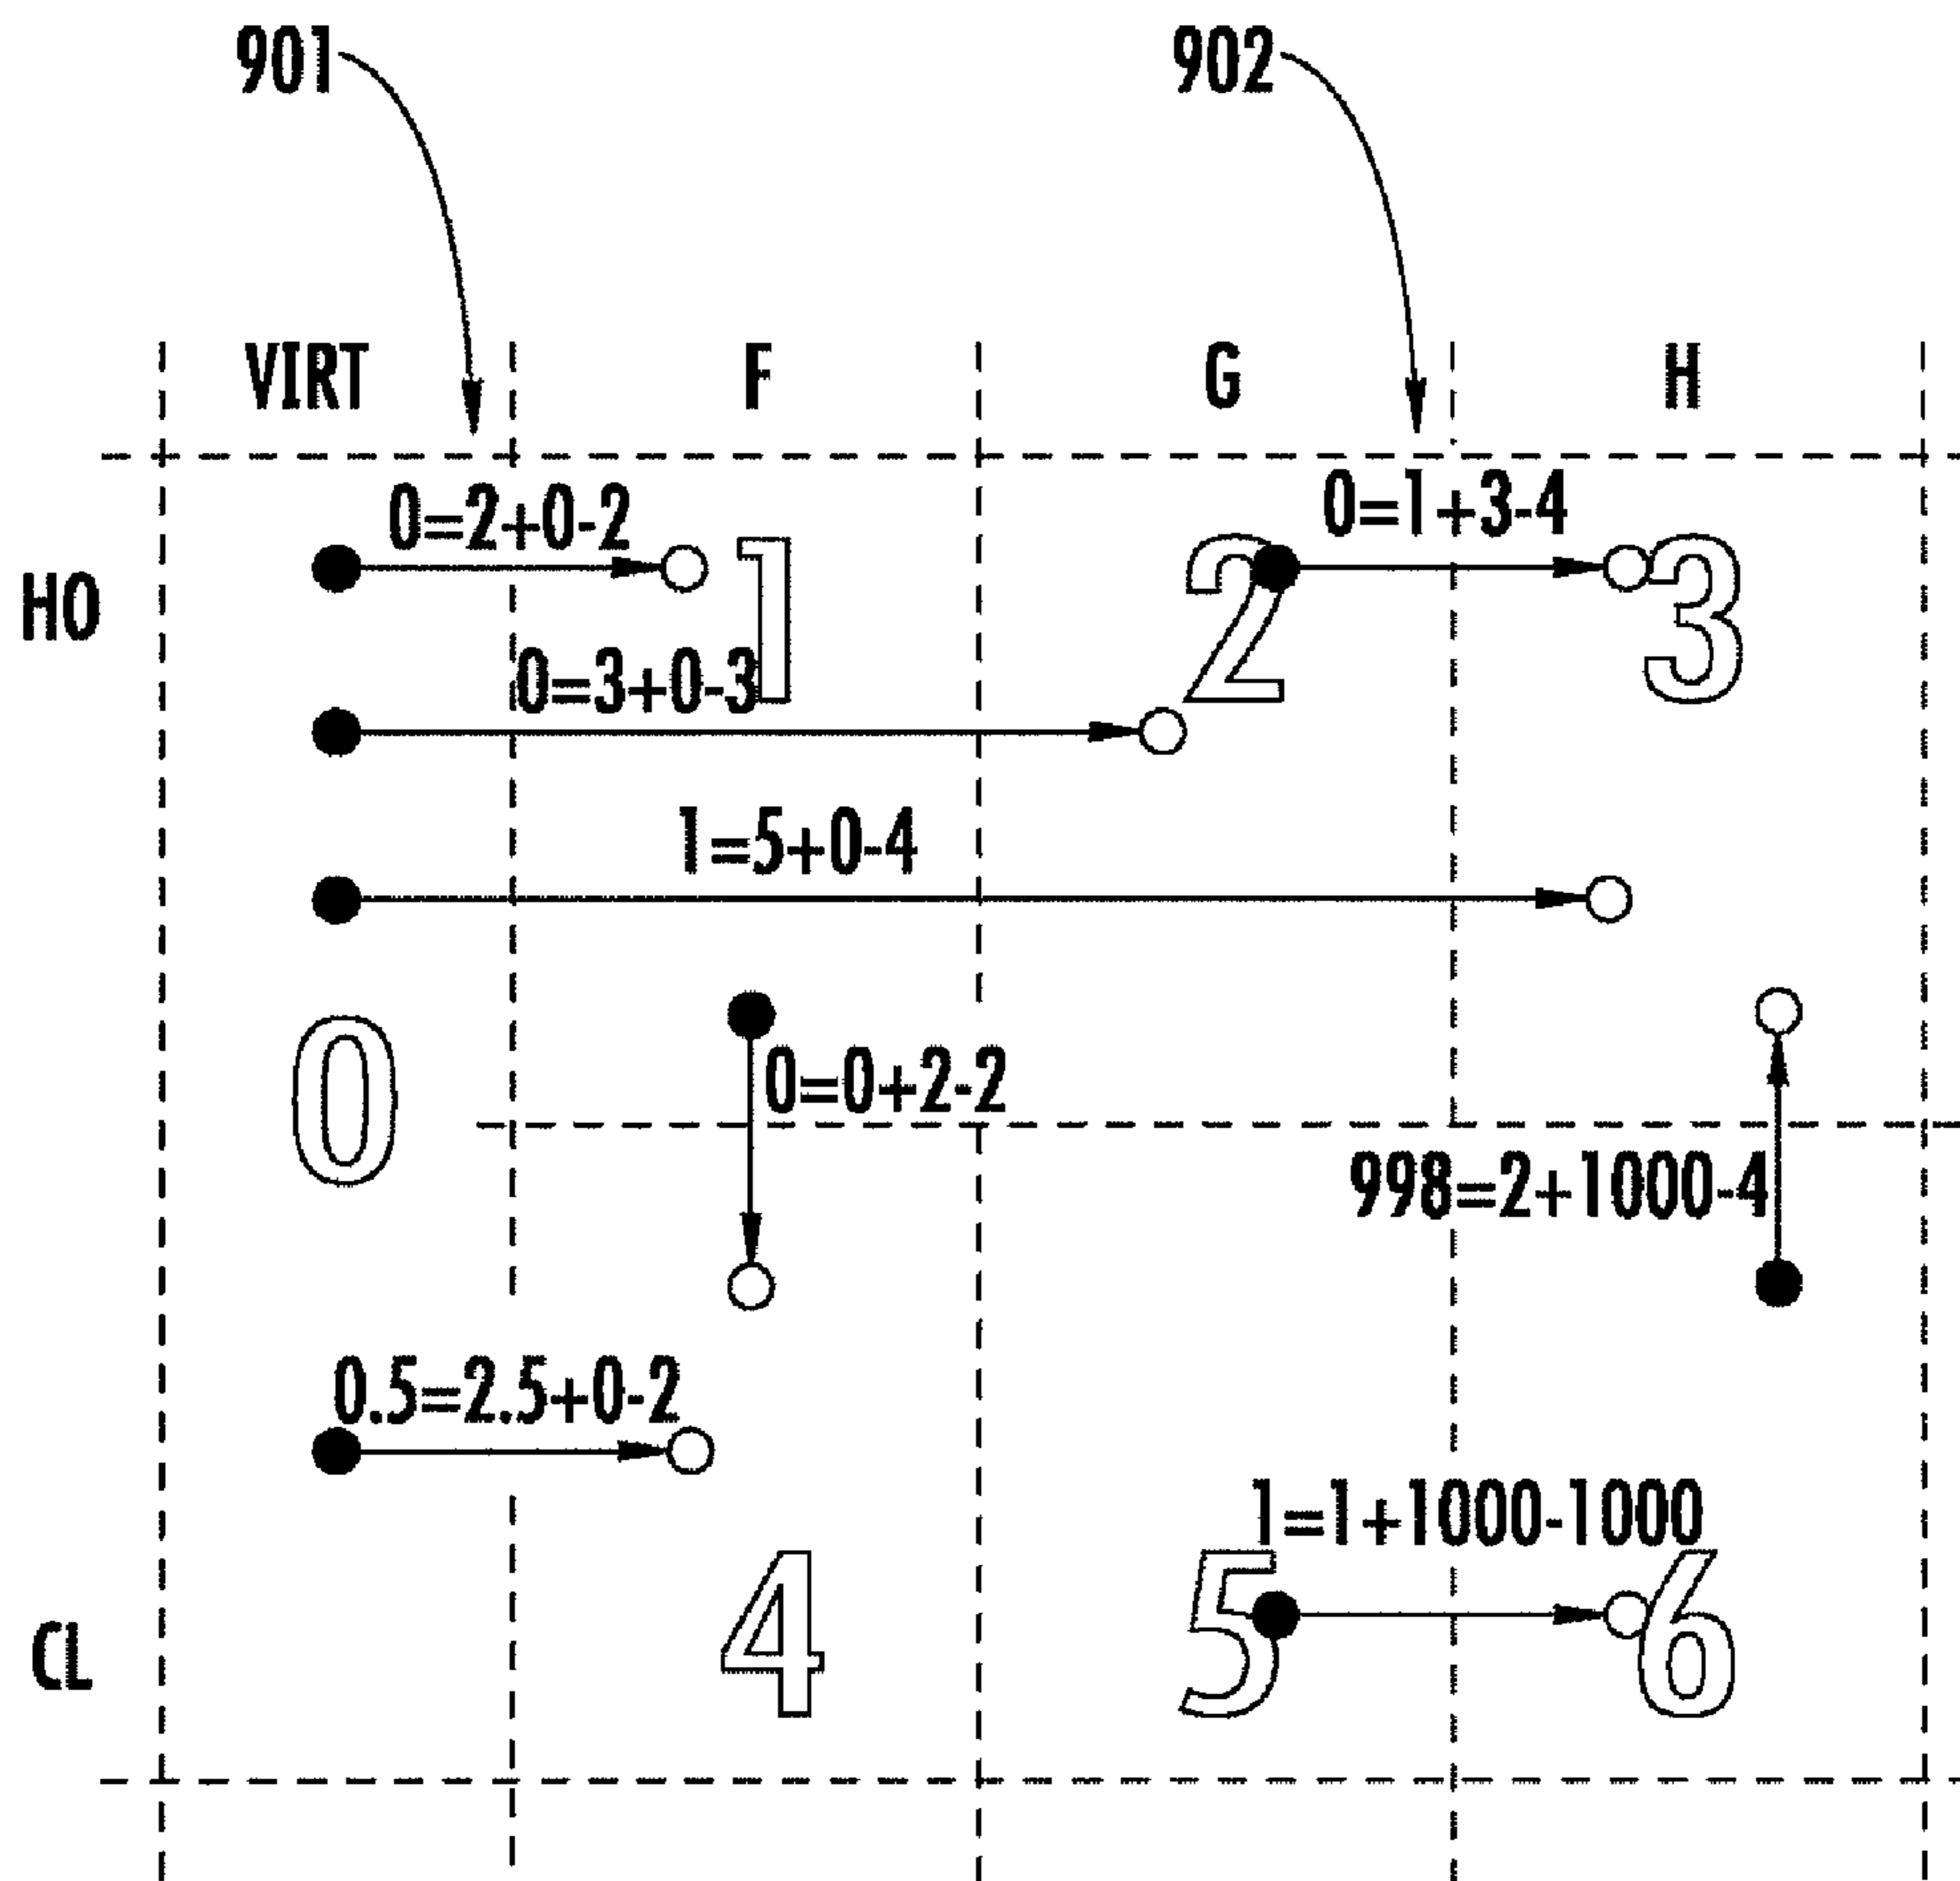 901 902
VIRT F G H
0=2+0-2 0=1+3-4
HO 1 2 3
0=3+0-3
1=5+0-4
0 0=0+2-2
998=2+1000-4
0.5=2.5+0-2
1=1+1000-1000
CL 4 5 6